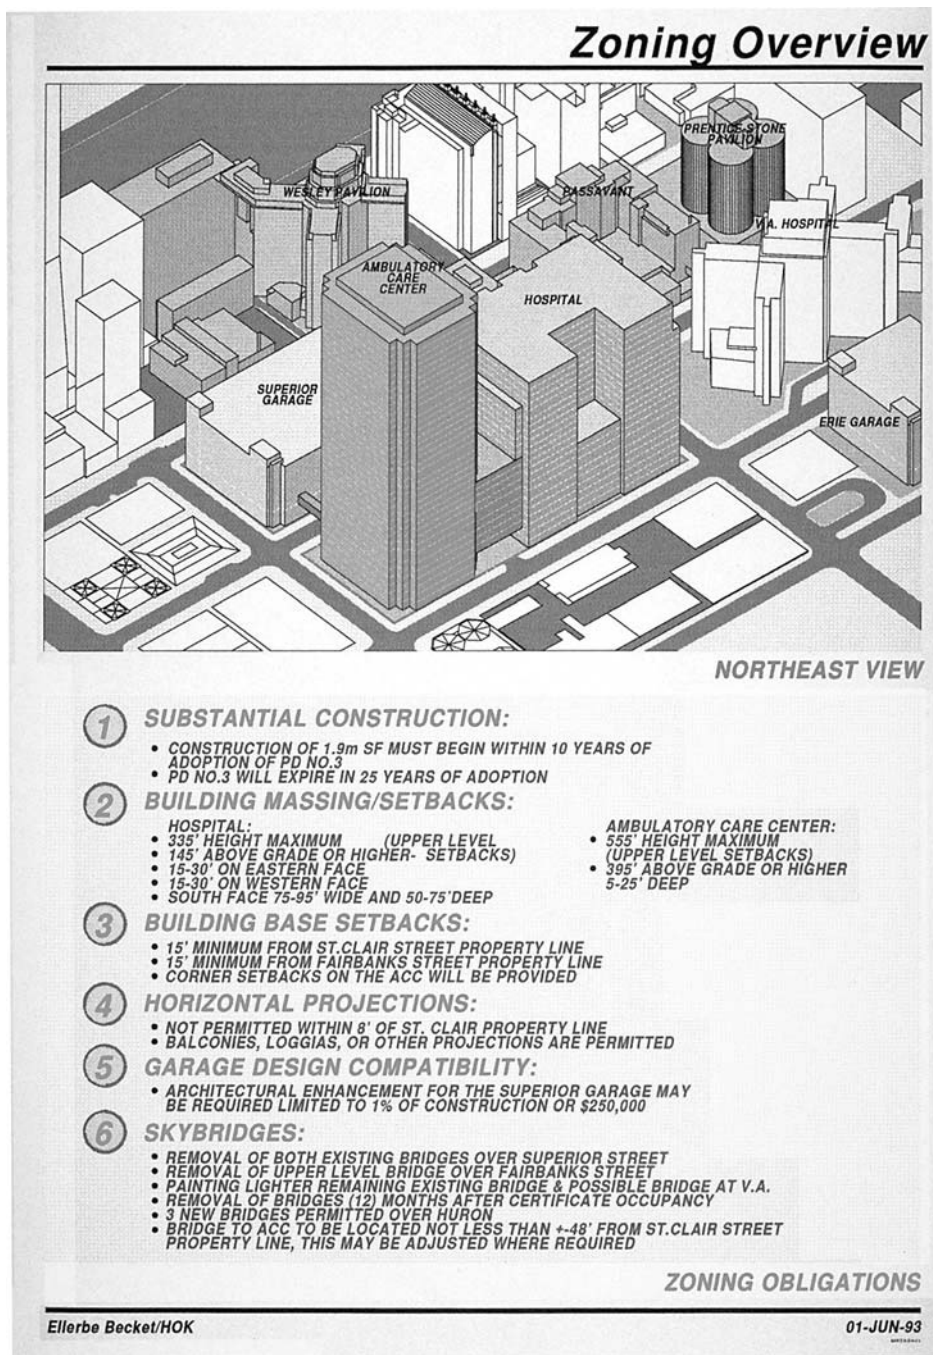 Zoning Overview
PRENTICE-STONE
PAVILION
WESLEY PAVILION
PASSAVANT
V.A. HOSPITAL
AMBULATORY
CARE
CENTER
HOSPITAL
SUPERIOR
GARAGE
ERIE GARAGE
NORTHEAST VIEW
1 SUBSTANTIAL CONSTRUCTION:
• CONSTRUCTION OF 1.9m SF MUST BEGIN WITHIN 10 YEARS OF
ADOPTION OF PD NO.3
• PD NO.3 WILL EXPIRE IN 25 YEARS OF ADOPTION
2 BUILDING MASSING/SETBACKS:
HOSPITAL:
• 335' HEIGHT MAXIMUM (UPPER LEVEL
• 145' ABOVE GRADE OR HIGHER- SETBACKS)
• 15-30' ON EASTERN FACE
• 15-30' ON WESTERN FACE
• SOUTH FACE 75-95' WIDE AND 50-75'DEEP
AMBULATORY CARE CENTER:
• 555' HEIGHT MAXIMUM
(UPPER LEVEL SETBACKS)
• 395' ABOVE GRADE OR HIGHER
5-25' DEEP
3 BUILDING BASE SETBACKS:
• 15' MINIMUM FROM ST.CLAIR STREET PROPERTY LINE
• 15' MINIMUM FROM FAIRBANKS STREET PROPERTY LINE
• CORNER SETBACKS ON THE ACC WILL BE PROVIDED
4 HORIZONTAL PROJECTIONS:
• NOT PERMITTED WITHIN 8' OF ST. CLAIR PROPERTY LINE
• BALCONIES, LOGGIAS, OR OTHER PROJECTIONS ARE PERMITTED
5 GARAGE DESIGN COMPATIBILITY:
• ARCHITECTURAL ENHANCEMENT FOR THE SUPERIOR GARAGE MAY
BE REQUIRED LIMITED TO 1% OF CONSTRUCTION OR $250,000
6 SKYBRIDGES:
• REMOVAL OF BOTH EXISTING BRIDGES OVER SUPERIOR STREET
• REMOVAL OF UPPER LEVEL BRIDGE OVER FAIRBANKS STREET
• PAINTING LIGHTER REMAINING EXISTING BRIDGE & POSSIBLE BRIDGE AT V.A.
• REMOVAL OF BRIDGES (12) MONTHS AFTER CERTIFICATE OCCUPANCY
• 3 NEW BRIDGES PERMITTED OVER HURON
• BRIDGE TO ACC TO BE LOCATED NOT LESS THAN +-48' FROM ST.CLAIR STREET
PROPERTY LINE, THIS MAY BE ADJUSTED WHERE REQUIRED
ZONING OBLIGATIONS
Ellerbe Becket/HOK
01-JUN-93